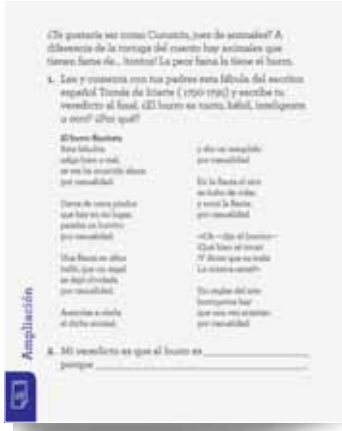 ¿Te gustaría ser como Cururún, juez de animales? A
diferencia de la tortuga del cuento hay animales que
tienen fama de... ¡tontos! La peor fama la tiene el burro.
1. Lee y comenta con tus padres esta fábula del escritor
español Tomás de Iriarte (1750-1791) y escribe tu
veredicto al final. ¿El burro es torpe, hábil, inteligente
u otro? ¿Por qué?
El burro flautista
Esta fabulilla,
salga bien o mal,
se me ha ocurrido ahora
por casualidad.
Cerca de unos prados
que hay en mi lugar,
pasaba un borrico
por casualidad.
Una flauta en ellos
halló, que un zagal
se dejó olvidada
por casualidad.
Acercóse a olerla
el dicho animal,
y dio un resoplido
por casualidad.
En la flauta el aire
se hubo de colar,
y sonó la flauta
por casualidad.
«¡Oh —dijo el borrico—
¡Qué bien sé tocar!
¡Y dirán que es mala
La música asnal!»
Sin reglas del arte
borriquitos hay
que una vez aciertan
por casualidad
2. Mi veredicto es que el burro es
porque
Ampliación